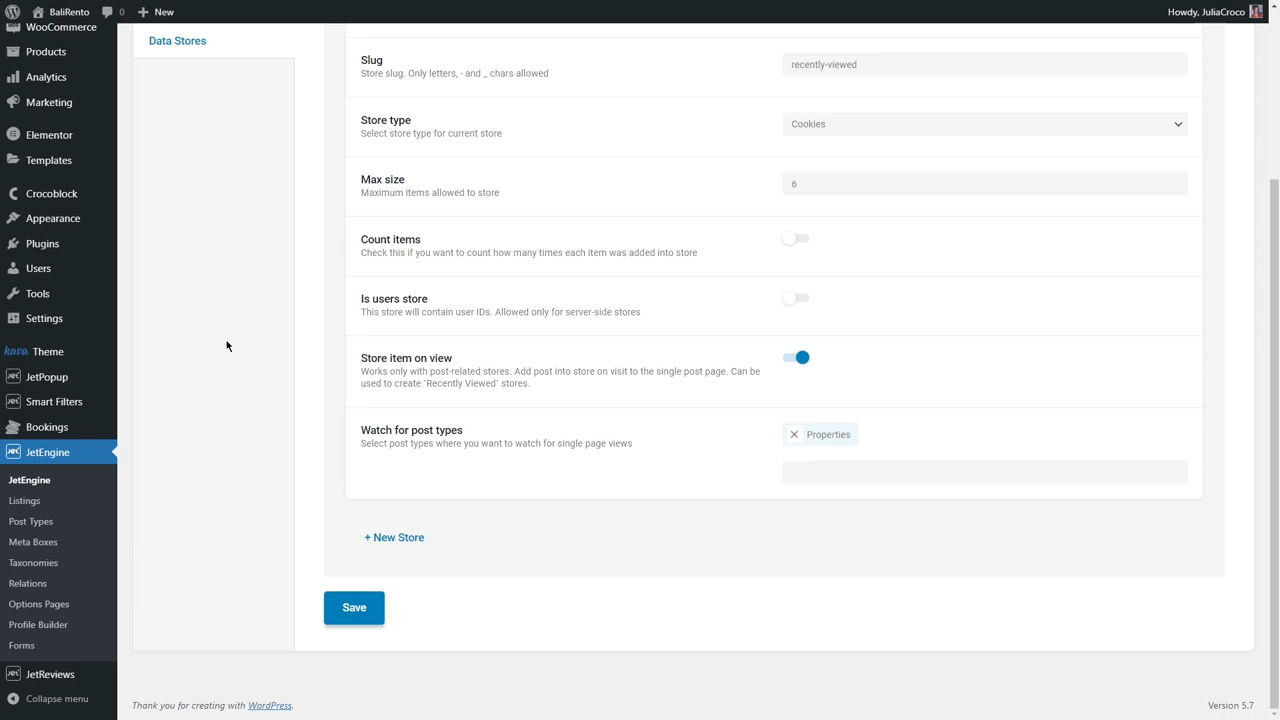 BaliRento
0
New
Howdy, JuliaCroco
WooCommerce
Products
Analytics
Marketing
Elementor
Templates
Crocoblock
Appearance
Plugins
Users
Tools
Settings
kava Theme
JetPopup
Smart Filters
Bookings
JetEngine
JetEngine
Listings
Post Types
Meta Boxes
Taxonomies
Relations
Options Pages
Profile Builder
Forms
JetReviews
Collapse menu
Data Stores
Slug
Store slug. Only letters, - and _ chars allowed
recently-viewed
Store type
Select store type for current store
Cookies
Max size
Maximum items allowed to store
6
Count items
Check this if you want to count how many times each item was added into store
Is users store
This store will contain user IDs. Allowed only for server-side stores
Store item on view
Works only with post-related stores. Add post into store on visit to the single post page. Can be
used to create `Recently Viewed` stores.
Watch for post types
Select post types where you want to watch for single page views
Properties
+ New Store
Save
Thank you for creating with WordPress.
Version 5.7